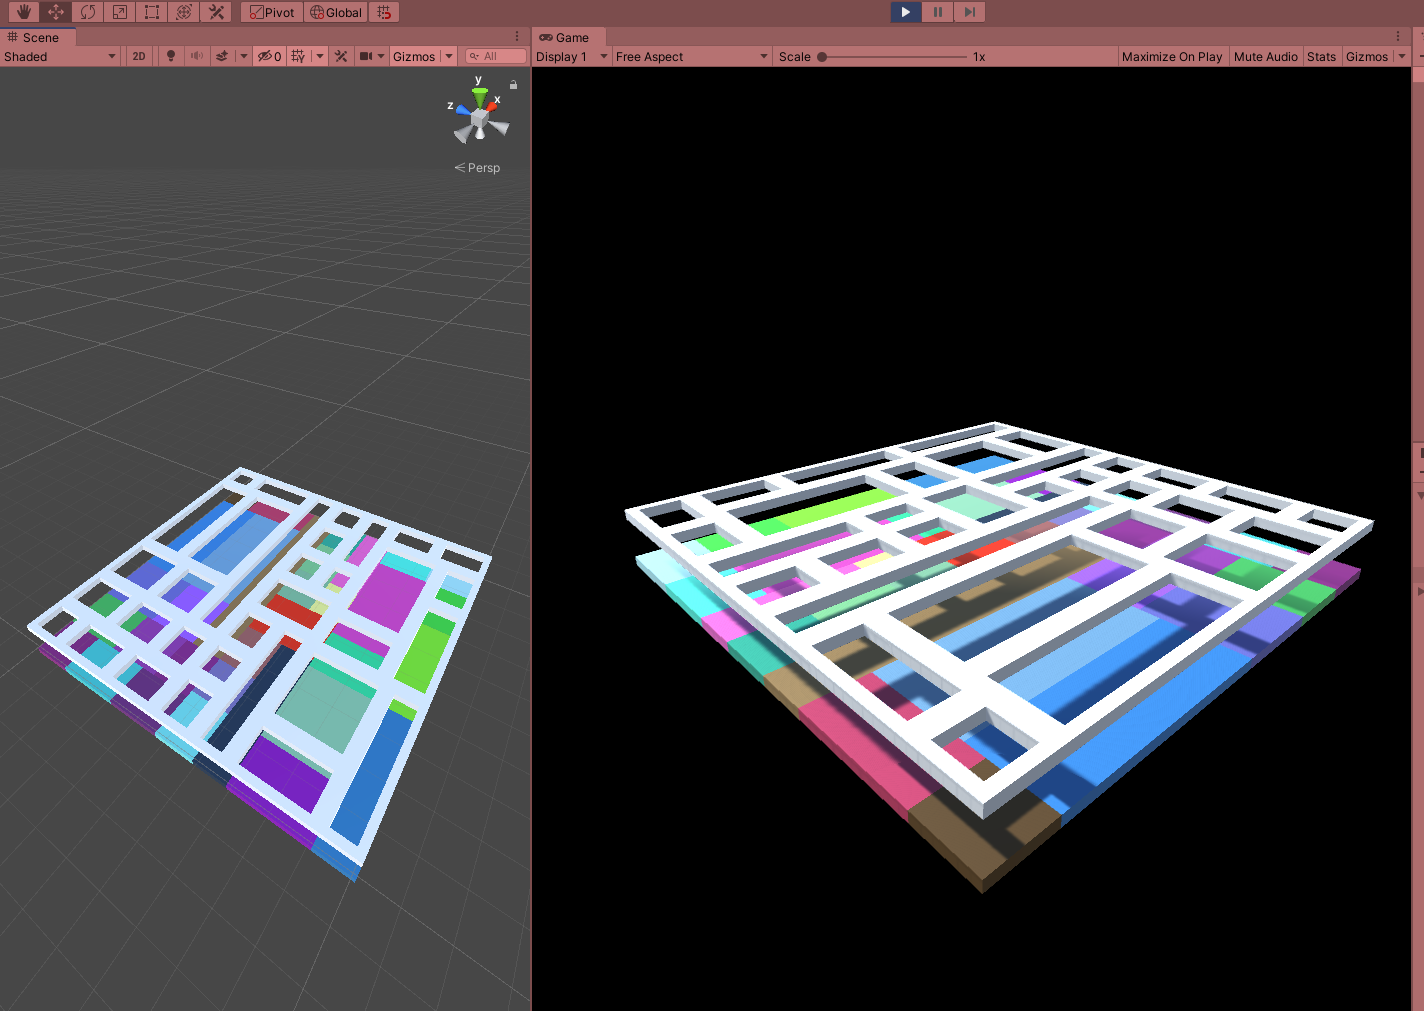 Pivot Global
Scene
Shaded 2D 0 Gizmos All
y
x
z
Persp
Game
Display 1 Free Aspect Scale 1x Maximize On Play Mute Audio Stats Gizmos